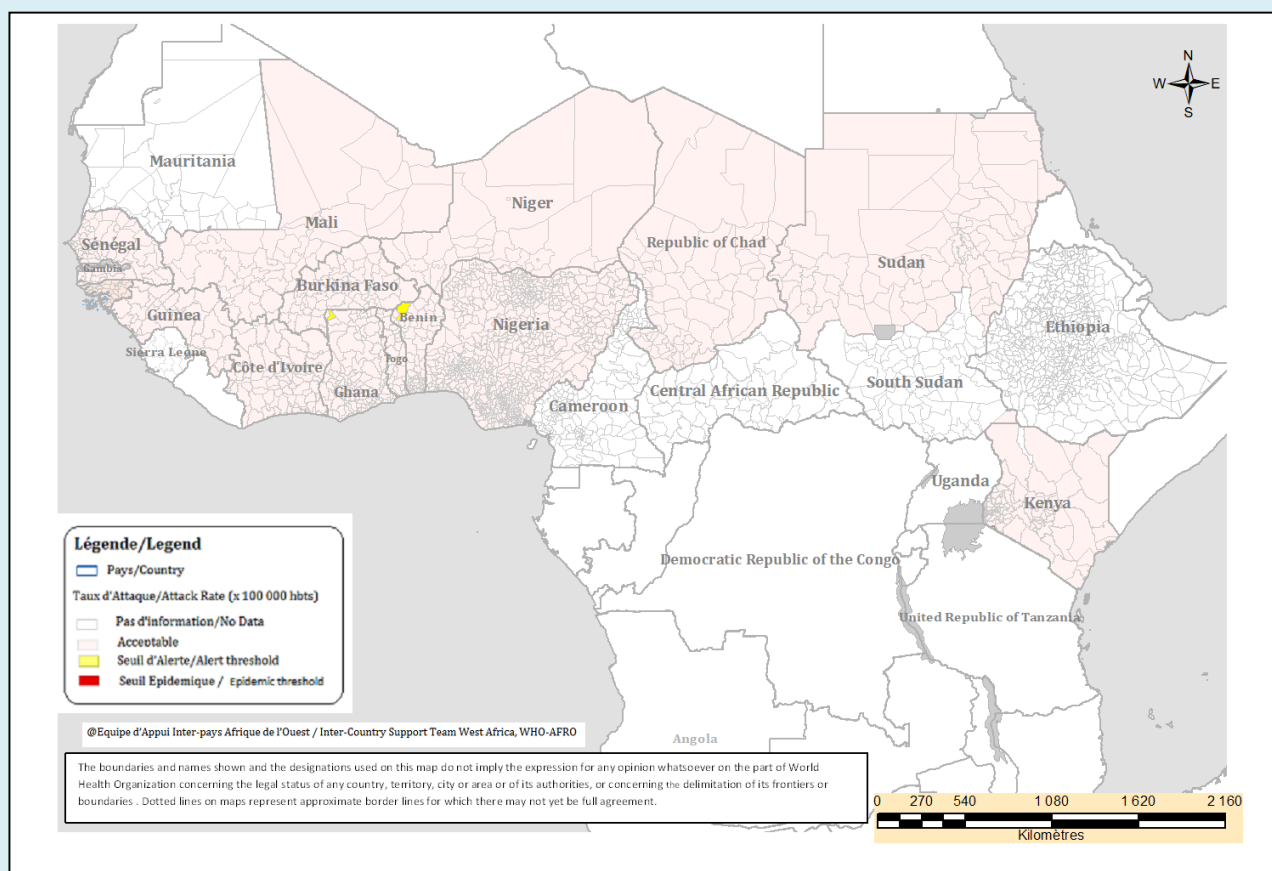 N
W E
S
Mauritania
Mali
Niger
Republic of Chad
Sudan
Sénégal
Gambia
Burkina Faso
Guinea
Benin
Nigeria
Ethiopia
Sierra Leone
Côte d'Ivoire
Togo
Ghana
Cameroon
Central African Republic
South Sudan
Uganda
Kenya
Democratic Republic of the Congo
United Republic of Tanzania
Angola
Légende/Legend
Pays/Country
Taux d'Attaque/Attack Rate (x 100 000 hbts)
Pas d'information/No Data
Acceptable
Seuil d'Alerte/Alert threshold
Seuil Epidemique / Epidemic threshold
@Equipe d'Appui Inter-pays Afrique de l'Ouest / Inter-Country Support Team West Africa, WHO-AFRO
The boundaries and names shown and the designations used on this map do not imply the expression for any opinion whatsoever on the part of World
Health Organization concerning the legal status of any country, territory, city or area or of its authorities, or concerning the delimitation of its frontiers or
boundaries . Dotted lines on maps represent approximate border lines for which there may not yet be full agreement.
0 270 540 1 080 1 620 2 160
Kilomètres